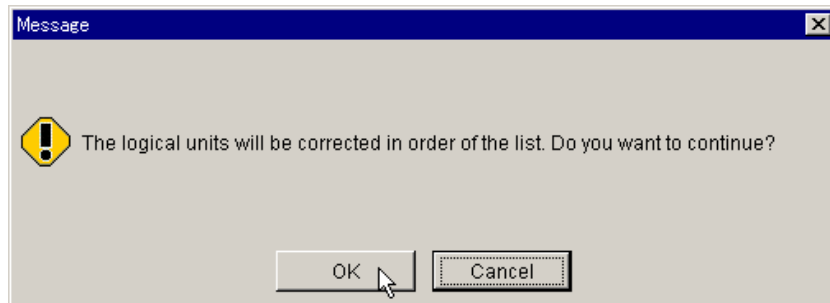 Message
The logical units will be corrected in order of the list. Do you want to continue?
OK
Cancel